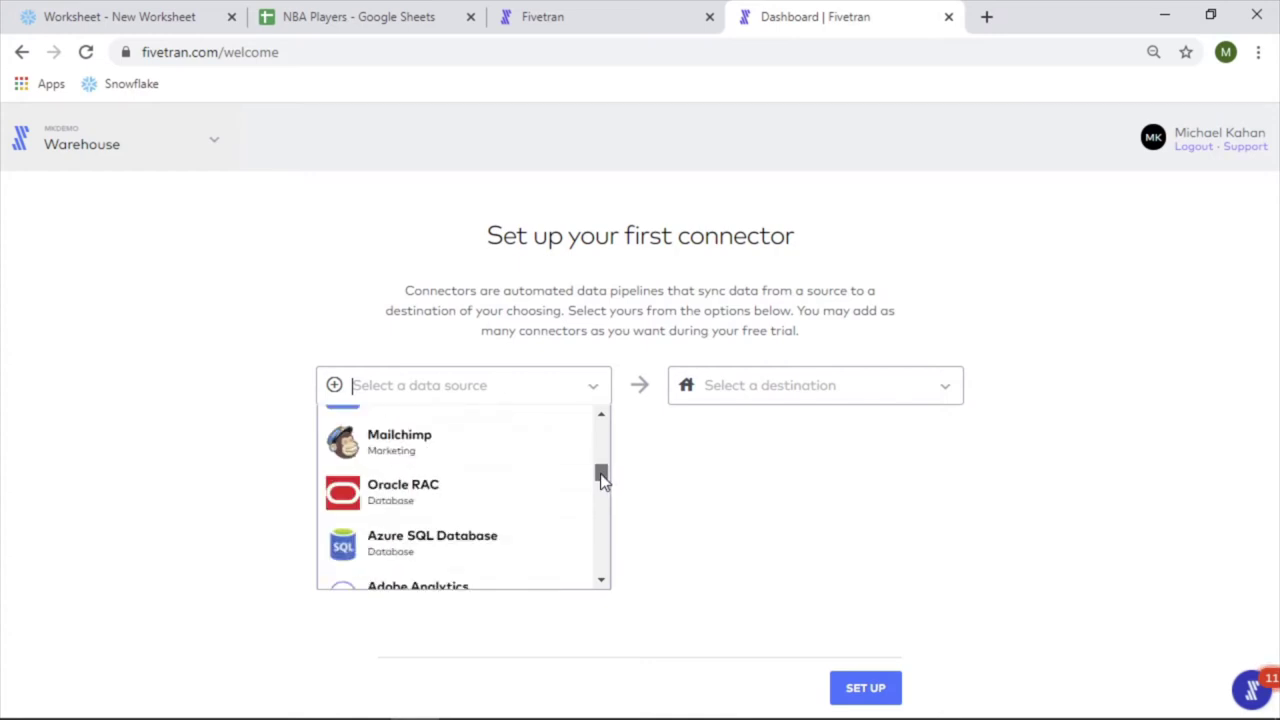 Worksheet - New Worksheet
NBA Players - Google Sheets
Fivetran
Dashboard | Fivetran
fivetran.com/welcome
M
Apps
Snowflake
MKDEMO
Warehouse
MK
Michael Kahan
Logout - Support
Set up your first connector
Connectors are automated data pipelines that sync data from a source to a
destination of your choosing. Select yours from the options below. You may add as
many connectors as you want during your free trial.
Select a data source
Select a destination
Mailchimp
Marketing
Oracle RAC
Database
SQL
Azure SQL Database
Database
Adobe Analytics
SET UP
11